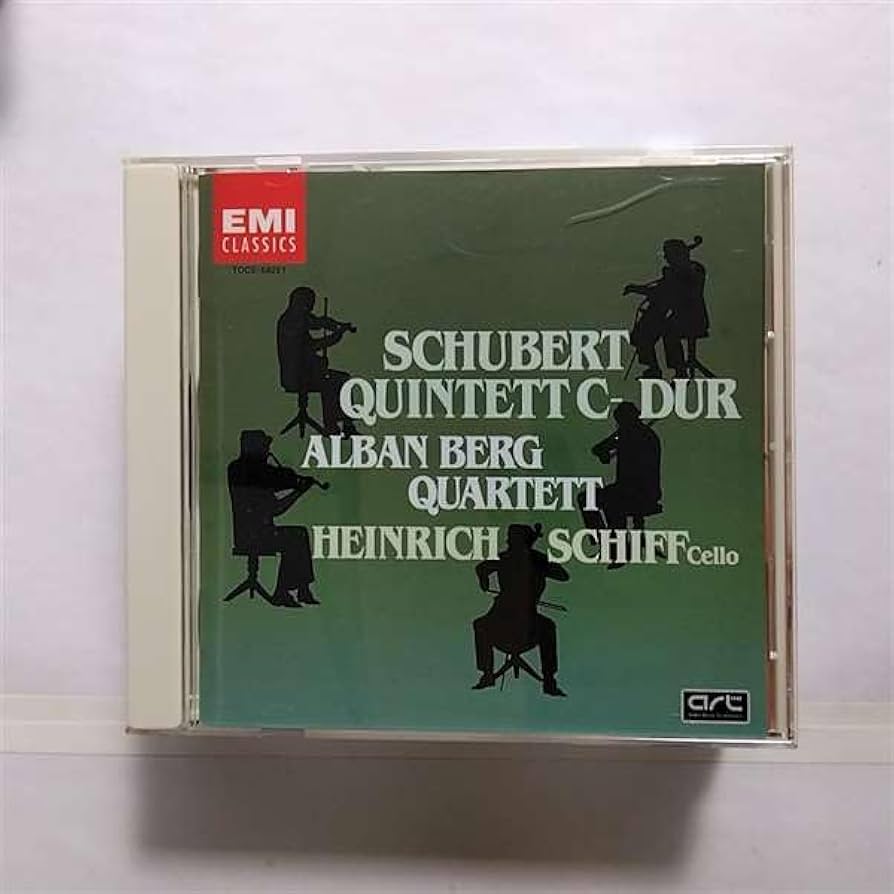 EMI
CLASSICS
SCHUBERT
QUINTETT C-DUR
ALBAN BERG
QUARTETT
HEINRICH SCHIFF Cello
art